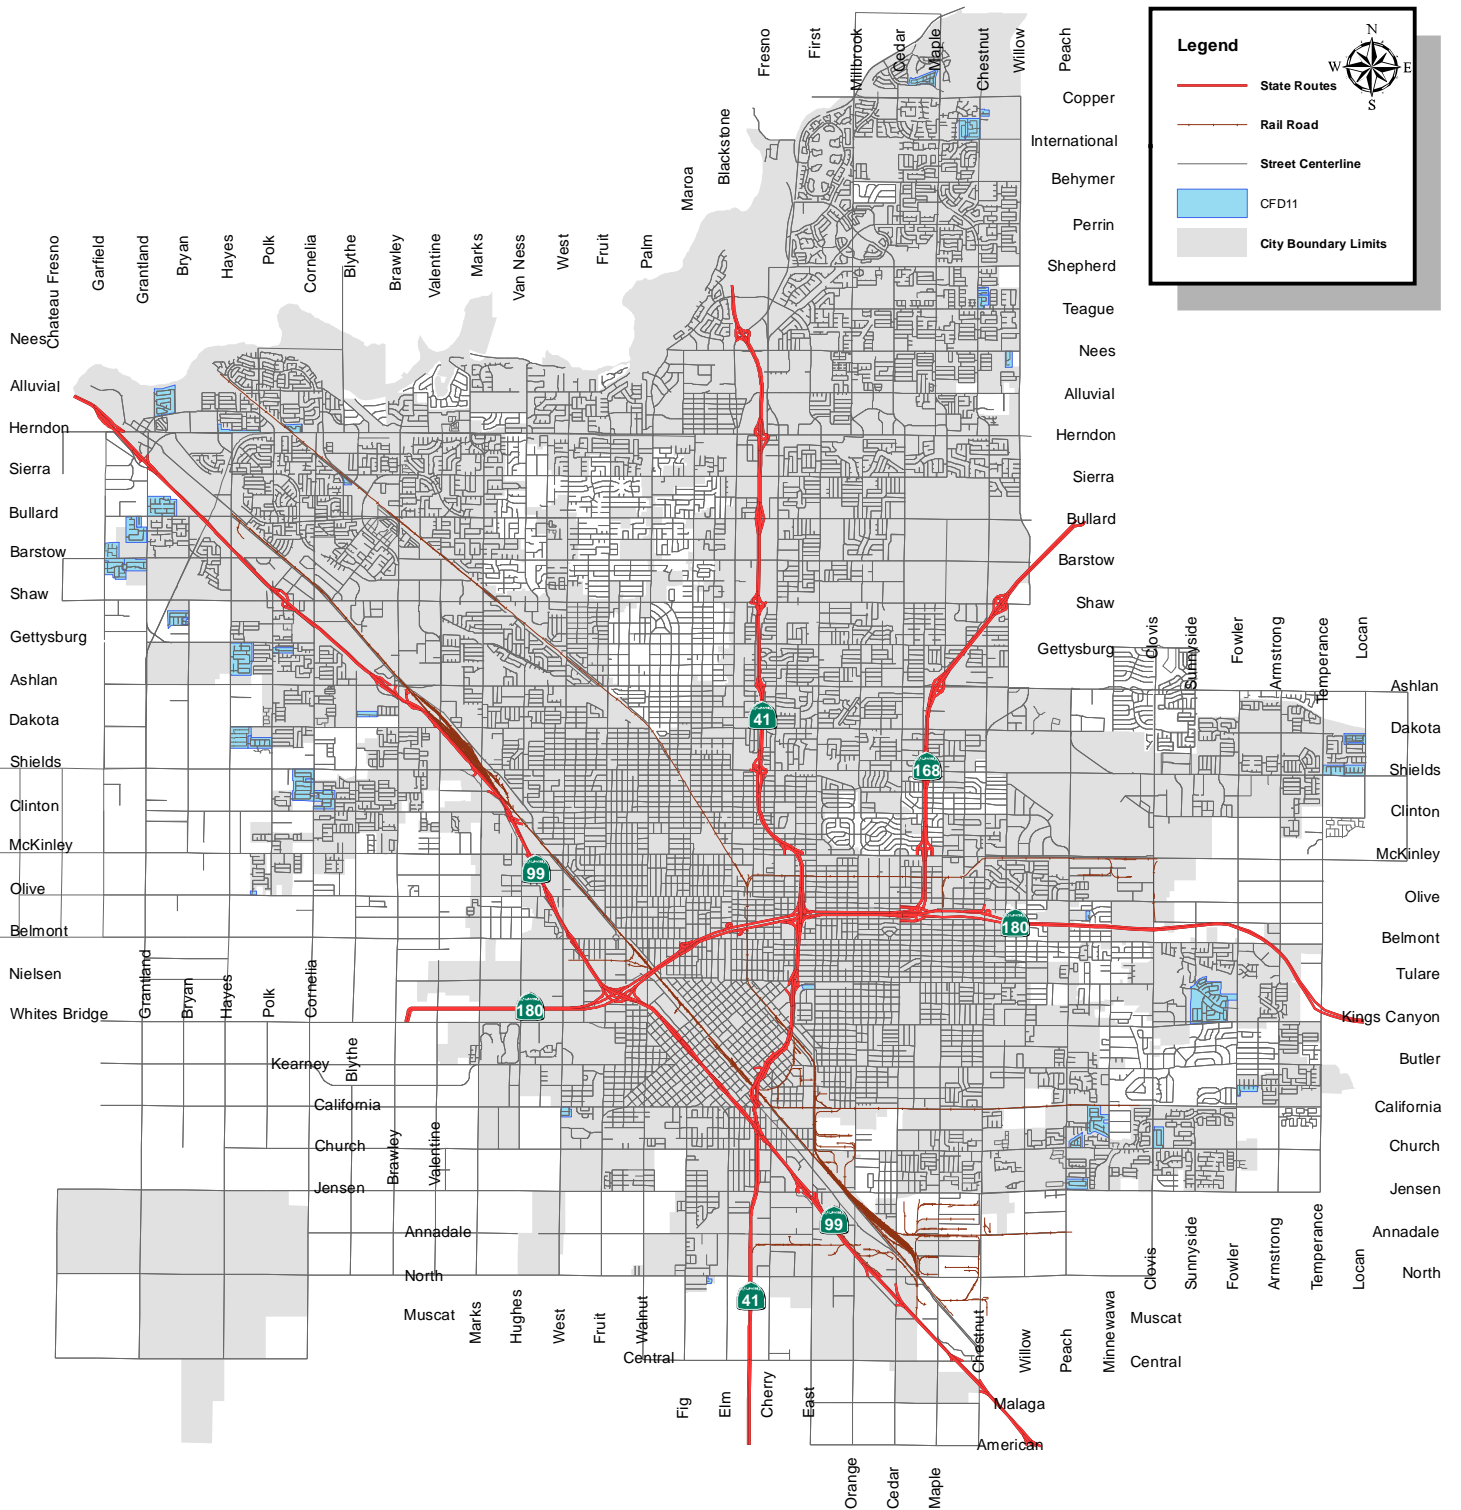 Legend
N
W
E
S
State Routes
Rail Road
Street Centerline
CFD11
City Boundary Limits
Fresno
First
Millbrook
Cedar
Maple
Chestnut
Willow
Peach
Blackstone
Maroa
Copper
International
Behymer
Perrin
Shepherd
Teague
Nees
Alluvial
Herndon
Sierra
Bullard
Barstow
Shaw
Gettysburg
Chateau Fresno
Garfield
Grantland
Bryan
Hayes
Polk
Cornelia
Blythe
Brawley
Valentine
Marks
Van Ness
West
Fruit
Palm
Nees
Alluvial
Herndon
Sierra
Bullard
Barstow
Shaw
Gettysburg
Ashlan
Dakota
Shields
Clinton
McKinley
Olive
Belmont
Nielsen
Whites Bridge
Clovis
Sunnyside
Fowler
Armstrong
Temperance
Locan
Ashlan
Dakota
Shields
Clinton
McKinley
Olive
Belmont
Tulare
Kings Canyon
Butler
California
Church
Jensen
Annadale
North
41
168
99
180
180
99
41
Grantland
Bryan
Hayes
Polk
Cornelia
Kearney
Blythe
California
Church
Brawley
Valentine
Jensen
Annadale
North
Muscat
Marks
Hughes
West
Fruit
Walnut
Central
Fig
Elm
Cherry
East
Orange
Cedar
Maple
Chestnut
Willow
Peach
Minnewawa
Clovis
Sunnyside
Fowler
Armstrong
Temperance
Locan
Muscat
Central
Malaga
American